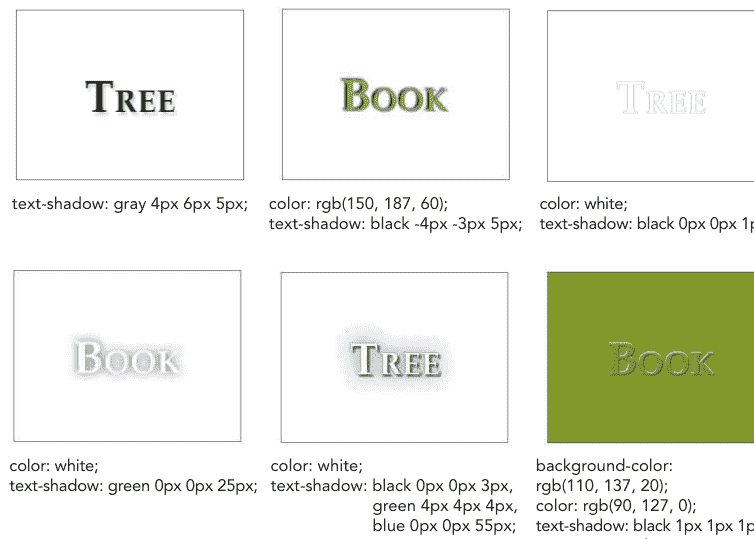 TREE
BOOK
TREE
text-shadow: gray 4px 6px 5px;
color: rgb(150, 187, 60);
text-shadow: black -4px -3px 5px;
color: white;
text-shadow: black 0px 0px 1p
BOOK
TREE
BOOK
color: white;
text-shadow: green 0px 0px 25px;
color: white;
text-shadow: black 0px 0px 3px,
green 4px 4px 4px,
blue 0px 0px 55px;
background-color:
rgb(110, 137, 20);
color: rgb(90, 127, 0);
text-shadow: black 1px 1px 1p